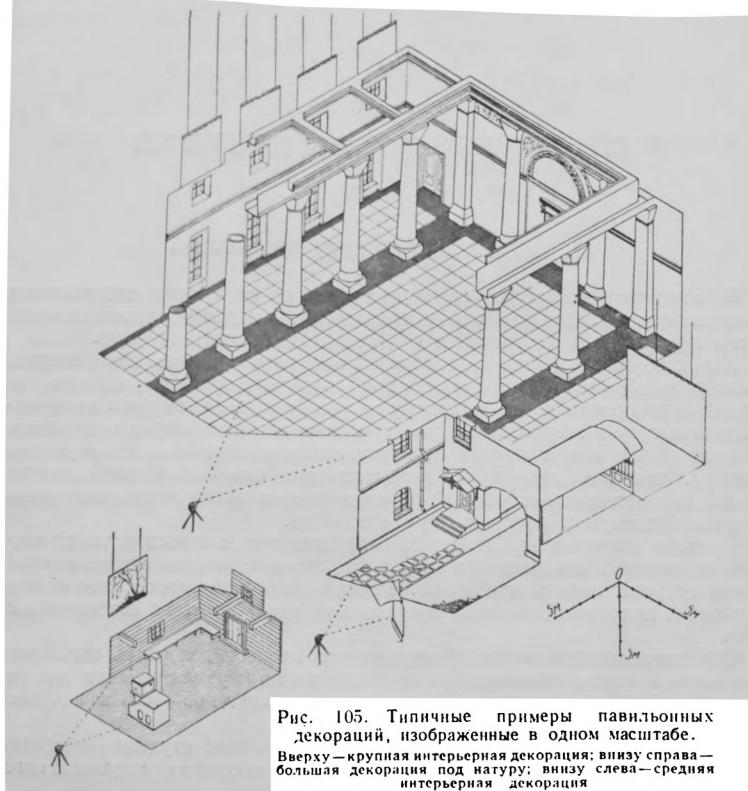 О
5м
5м
5м
Рис. 105. Типичные примеры павильонных
декораций, изображенные в одном масштабе.
Вверху—крупная интерьерная декорация; внизу справа—
большая декорация под натуру; внизу слева—средняя
интерьерная декорация